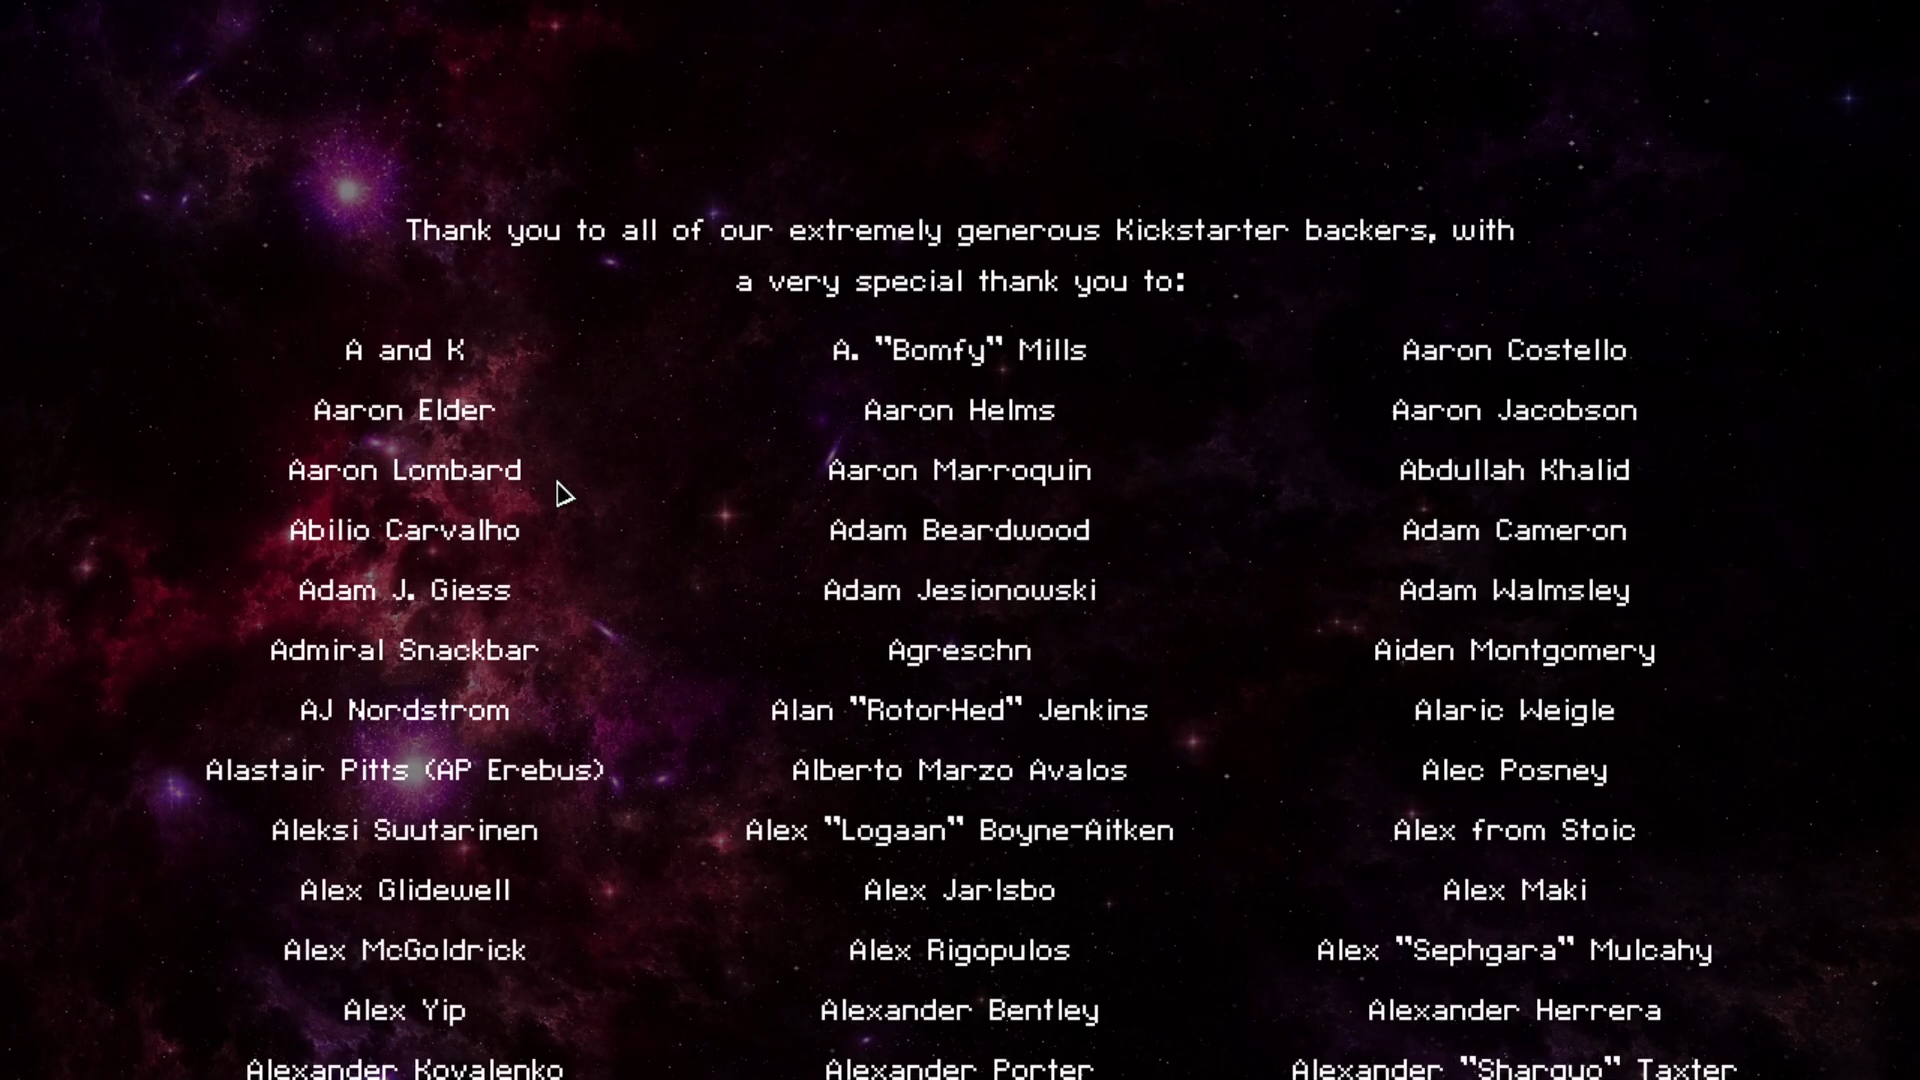 Thank you to all of our extremely generous Kickstarter backers, with
a very special thank you to:
A and K A. "Bomfy" Mills Aaron Costello
Aaron Elder Aaron Helms Aaron Jacobson
Aaron Lombard Aaron Marroquin Abdullah Khalid
Abilio Carvalho Adam Beardwood Adam Cameron
Adam J. Giess Adam Jesionowski Adam Walmsley
Admiral Snackbar Agreschn Aiden Montgomery
AJ Nordstrom Alan "RotorHed" Jenkins Alaric Weigle
Alastair Pitts (AP Erebus) Alberto Marzo Avalos Alec Posney
Aleksi Suutarinen Alex "Logaan" Boyne-Aitken Alex from Stoic
Alex Glidewell Alex Jarlsbo Alex Maki
Alex McGoldrick Alex Rigopulos Alex "Sephgara" Mulcahy
Alex Yip Alexander Bentley Alexander Herrera
Alexander Kovalenko Alexander Porter Alexander Taxter